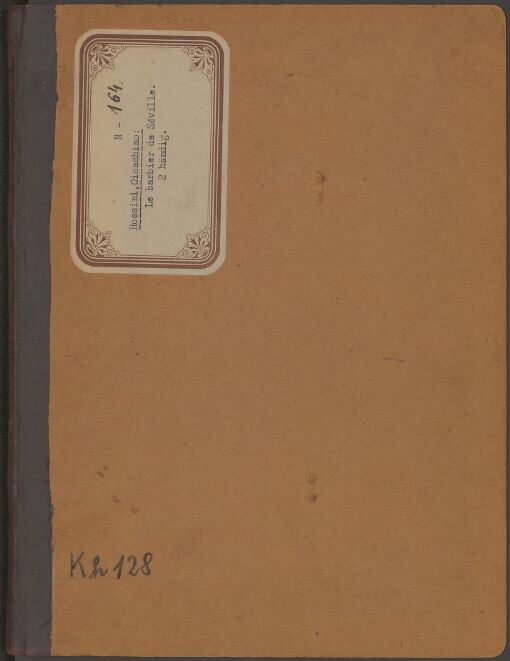 N - 164.
Rossini,Gioachino:
Le barbier de Séville.
2 händig.
Kh 128